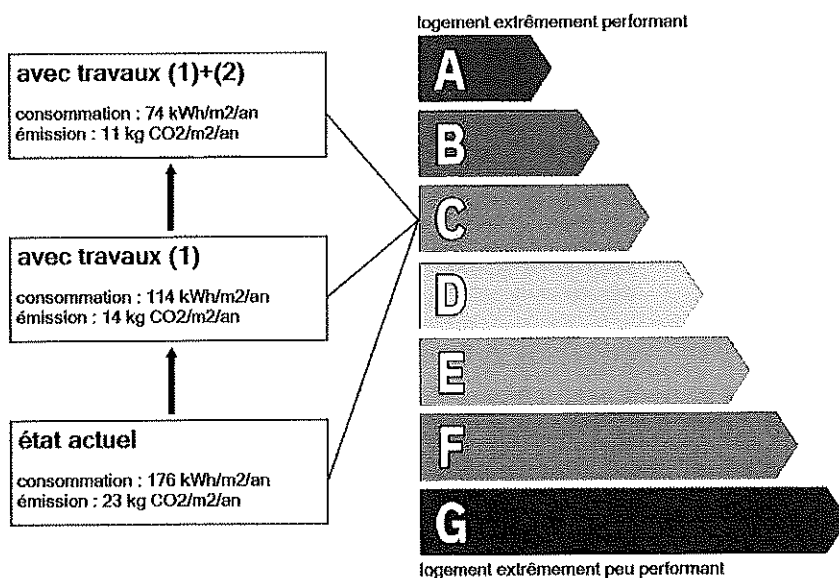 avec travaux (1)+(2)
consommation : 74 kWh/m2/an
émission : 11 kg CO2/m2/an
avec travaux (1)
consommation : 114 kWh/m2/an
émission : 14 kg CO2/m2/an
état actuel
consommation : 176 kWh/m2/an
émission : 23 kg CO2/m2/an
logement extrêmement performant
A
B
C
D
E
F
G
logement extrêmement peu performant